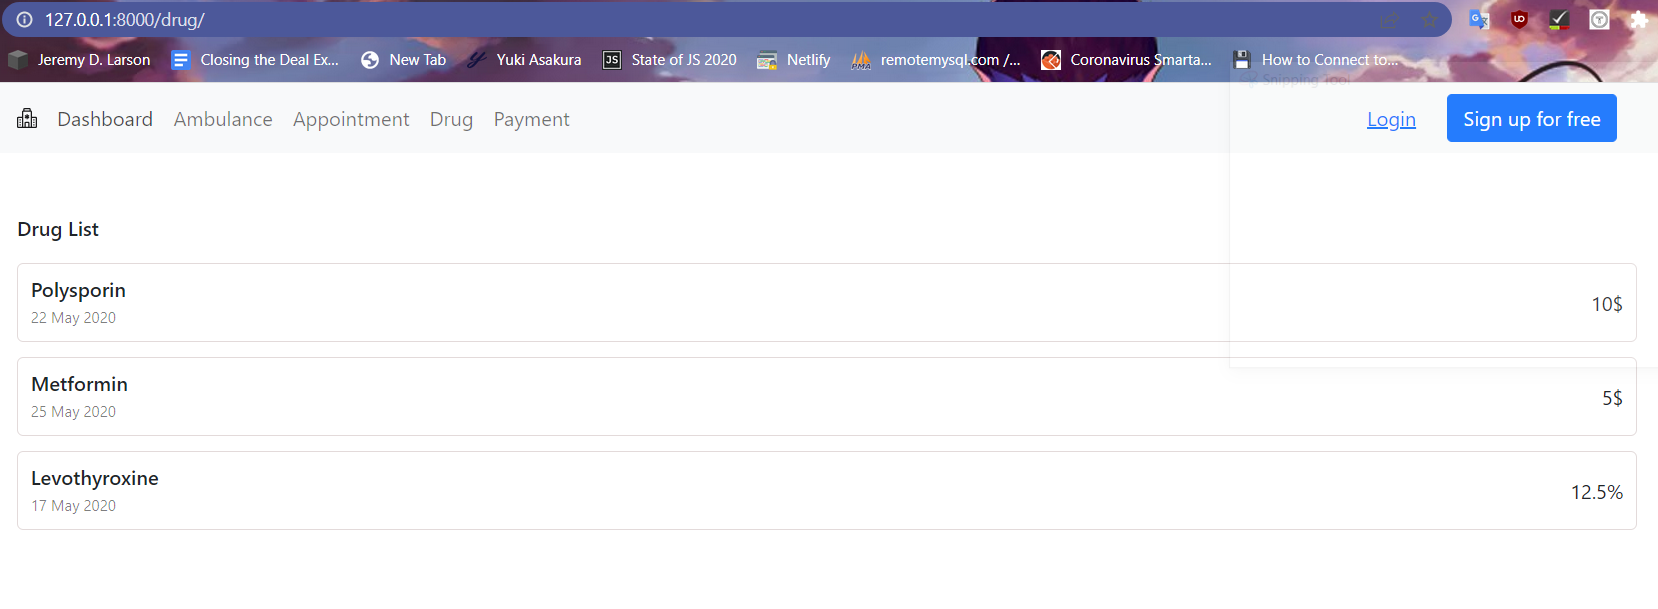 127.0.0.1:8000/drug/
Jeremy D. Larson Closing the Deal Ex... New Tab Yuki Asakura JS State of JS 2020 Netlify PMA remotemysql.com /... Coronavirus Smarta... How to Connect to...
Snipping Tool
Dashboard Ambulance Appointment Drug Payment Login Sign up for free
Drug List
Polysporin
22 May 2020
10$
Metformin
25 May 2020
5$
Levothyroxine
17 May 2020
12.5%